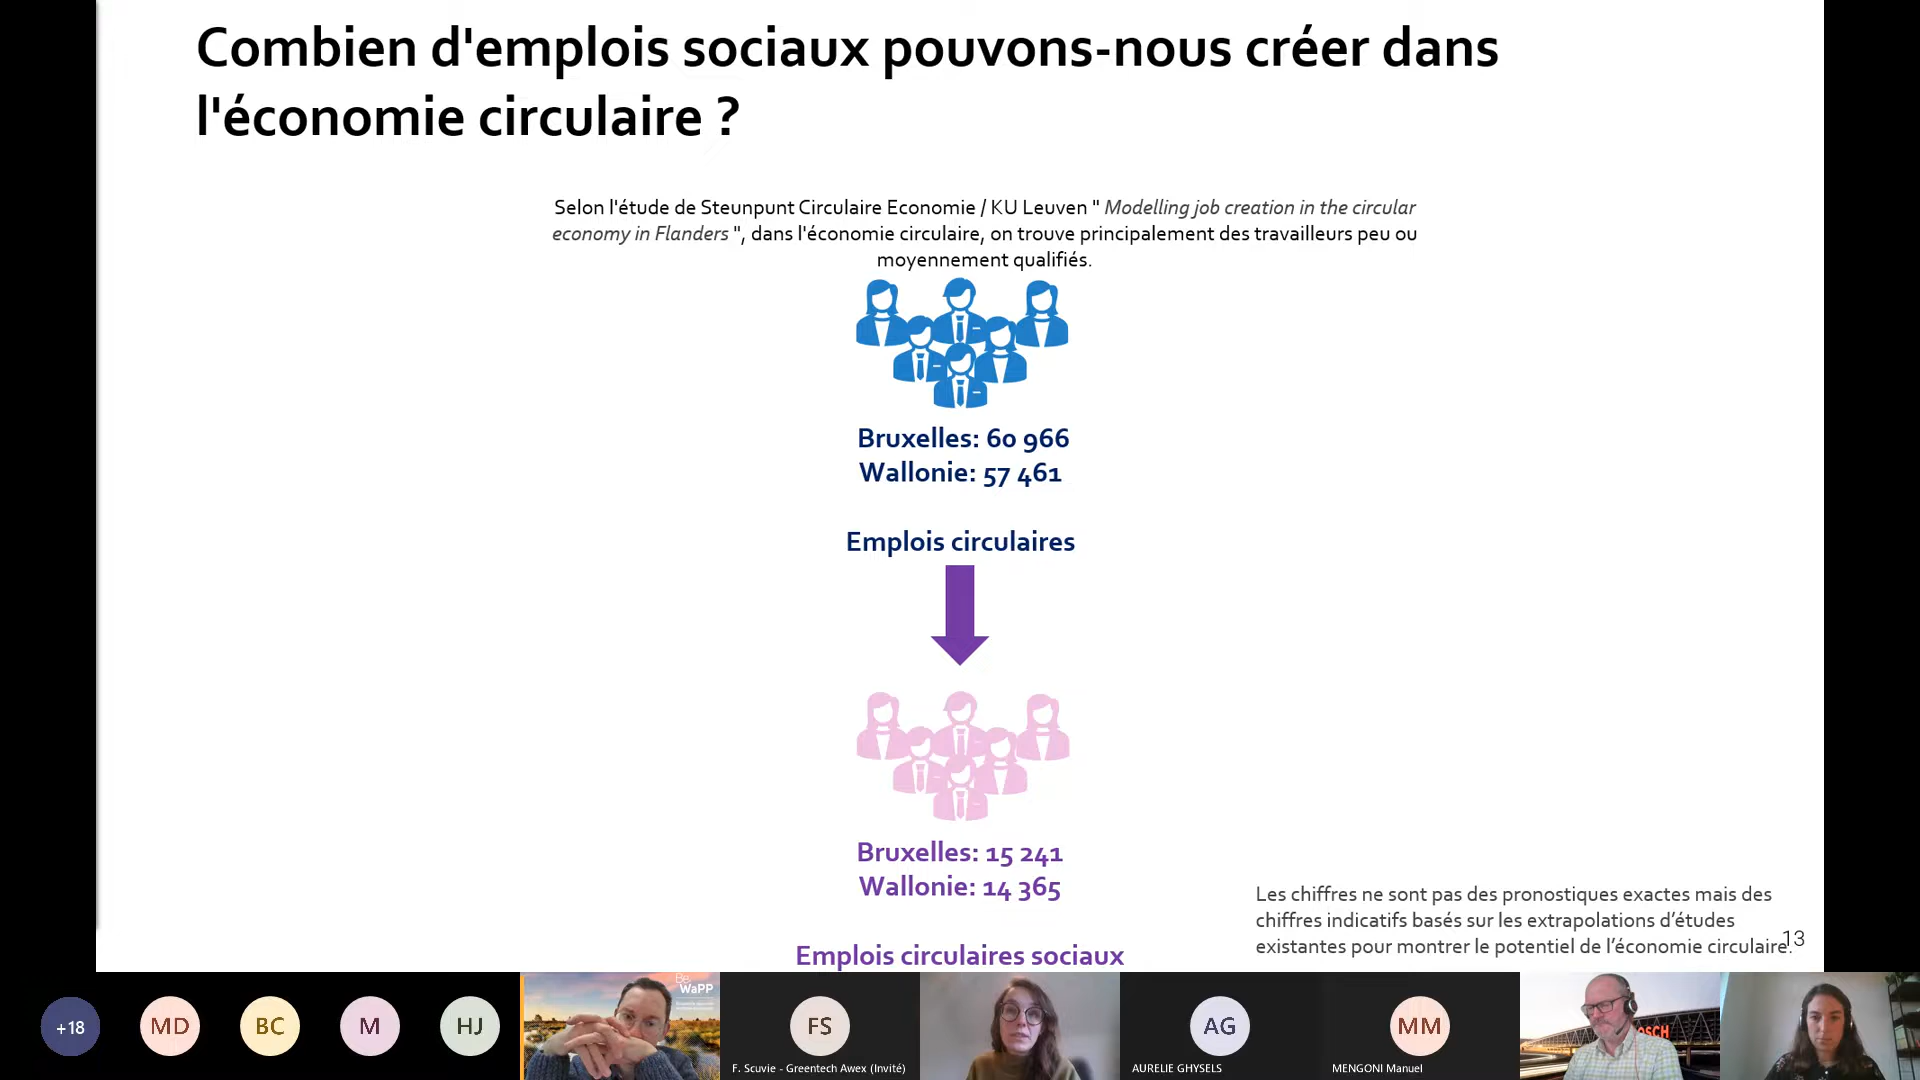 Combien d'emplois sociaux pouvons-nous créer dans
l'économie circulaire ?
Selon l'étude de Steunpunt Circulaire Economie / KU Leuven " Modelling job creation in the circular
economy in Flanders ", dans l'économie circulaire, on trouve principalement des travailleurs peu ou
moyennement qualifiés.
Bruxelles: 60 966
Wallonie: 57 461
Emplois circulaires
Bruxelles: 15 241
Wallonie: 14 365
Emplois circulaires sociaux
Les chiffres ne sont pas des pronostiques exactes mais des
chiffres indicatifs basés sur les extrapolations d’études
existantes pour montrer le potentiel de l’économie circulaire.
13
+18
MD
BC
M
HJ
Be
WaPP
FS
F. Scuvie - Greentech Awex (Invité)
AG
AURELIE GHYSELS
MM
MENGONI Manuel
OSCH